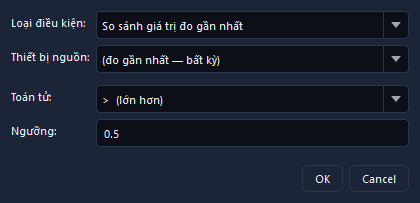 Loại điều kiện: So sánh giá trị đo gần nhất
Thiết bị nguồn: (đo gần nhất — bất kỳ)
Toán tử: > (lớn hơn)
Ngưỡng: 0.5
OK Cancel